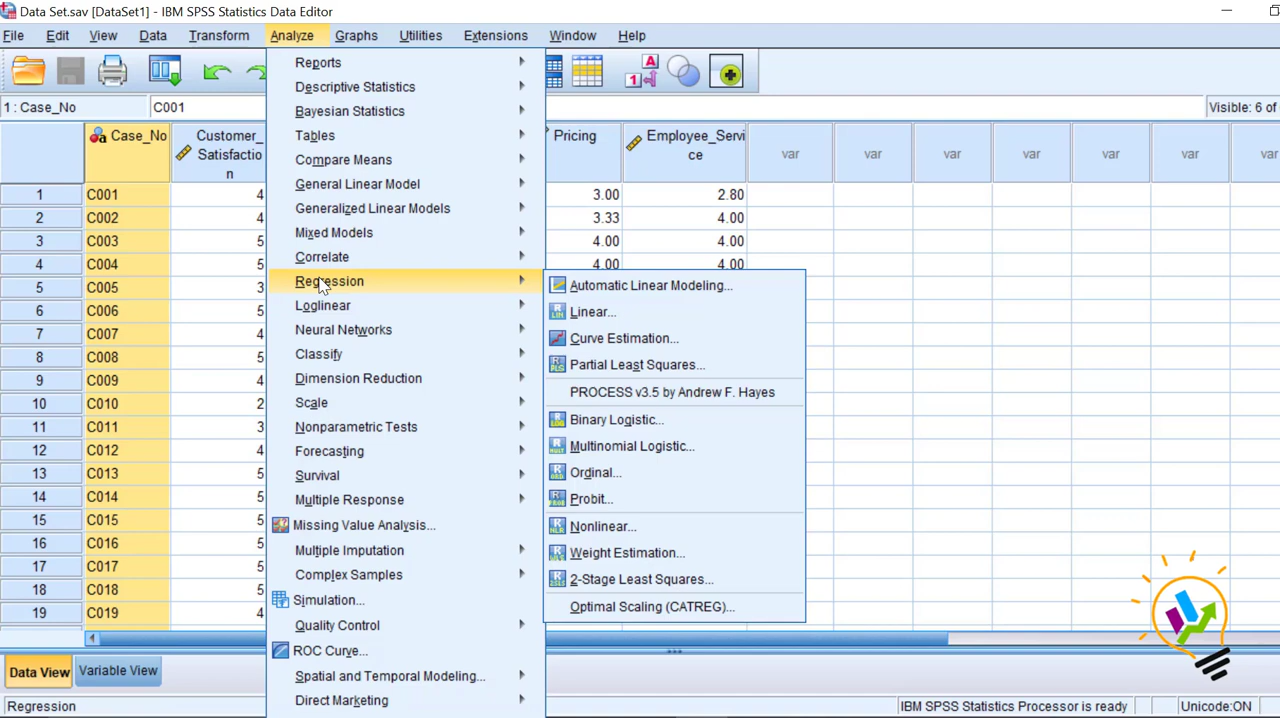 Data Set.sav [DataSet1] - IBM SPSS Statistics Data Editor
File Edit View Data Transform Analyze Graphs Utilities Extensions Window Help
A
1
1 : Case_No C001 Visible: 6 of
Case_No Customer_ Satisfactio n Pricing Employee_Servi ce var var var var var var var
1 C001 4 3.00 2.80
2 C002 4 3.33 4.00
3 C003 5 4.00 4.00
4 C004 5 4.00 4.00
5 C005 3
6 C006 5
7 C007 4
8 C008 5
9 C009 4
10 C010 2
11 C011 3
12 C012 4
13 C013 5
14 C014 5
15 C015 5
16 C016 5
17 C017 5
18 C018 5
19 C019 4
Reports
Descriptive Statistics
Bayesian Statistics
Tables
Compare Means
General Linear Model
Generalized Linear Models
Mixed Models
Correlate
Regression
Loglinear
Neural Networks
Classify
Dimension Reduction
Scale
Nonparametric Tests
Forecasting
Survival
Multiple Response
Missing Value Analysis...
Multiple Imputation
Complex Samples
Simulation...
Quality Control
ROC Curve...
Spatial and Temporal Modeling...
Direct Marketing
Automatic Linear Modeling...
Linear...
Curve Estimation...
Partial Least Squares...
PROCESS v3.5 by Andrew F. Hayes
Binary Logistic...
Multinomial Logistic...
Ordinal...
Probit...
Nonlinear...
Weight Estimation...
2-Stage Least Squares...
Optimal Scaling (CATREG)...
Data View Variable View
Regression IBM SPSS Statistics Processor is ready Unicode:ON